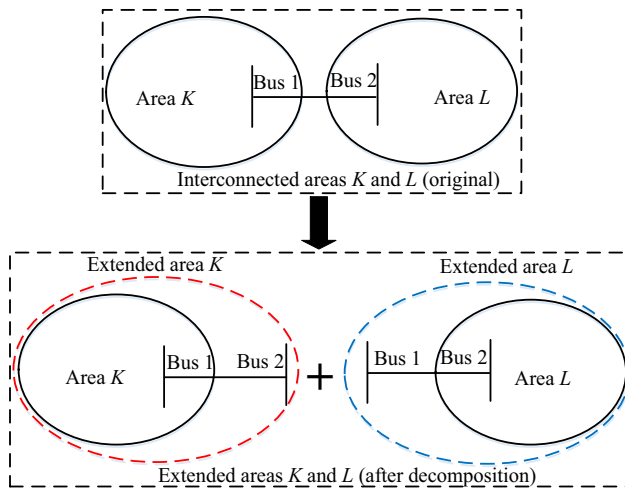 Bus 1
Bus 2
Area K
Area L
Interconnected areas K and L (original)
Extended area K
Extended area L
Bus 1
Bus 2
Area K
+
Bus 1
Bus 2
Area L
Extended areas K and L (after decomposition)